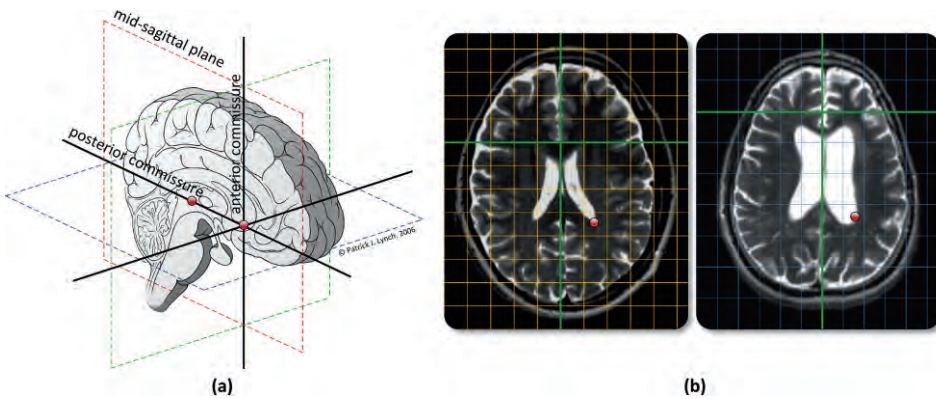 mid-sagittal plane
anterior commissure
posterior commissure
© Patrick J. Lynch, 2006
(a)
(b)